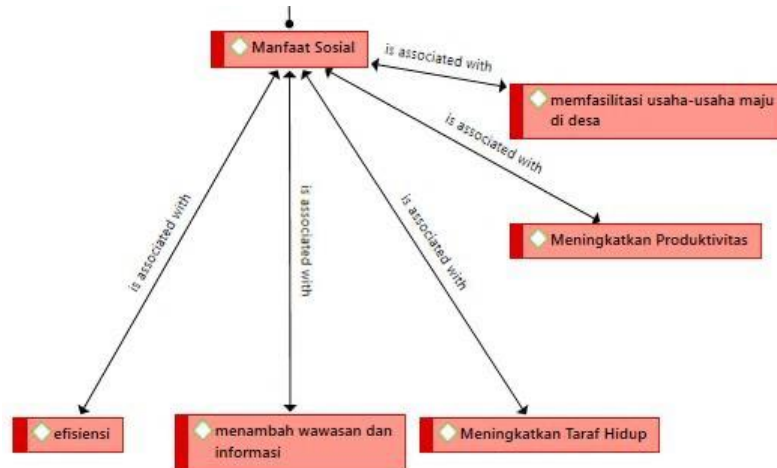 Manfaat Sosial
is associated with
memfasilitasi usaha-usaha maju
di desa
is associated with
Meningkatkan Produktivitas
is associated with
is associated with
is associated with
efisiensi
menambah wawasan dan
informasi
Meningkatkan Taraf Hidup